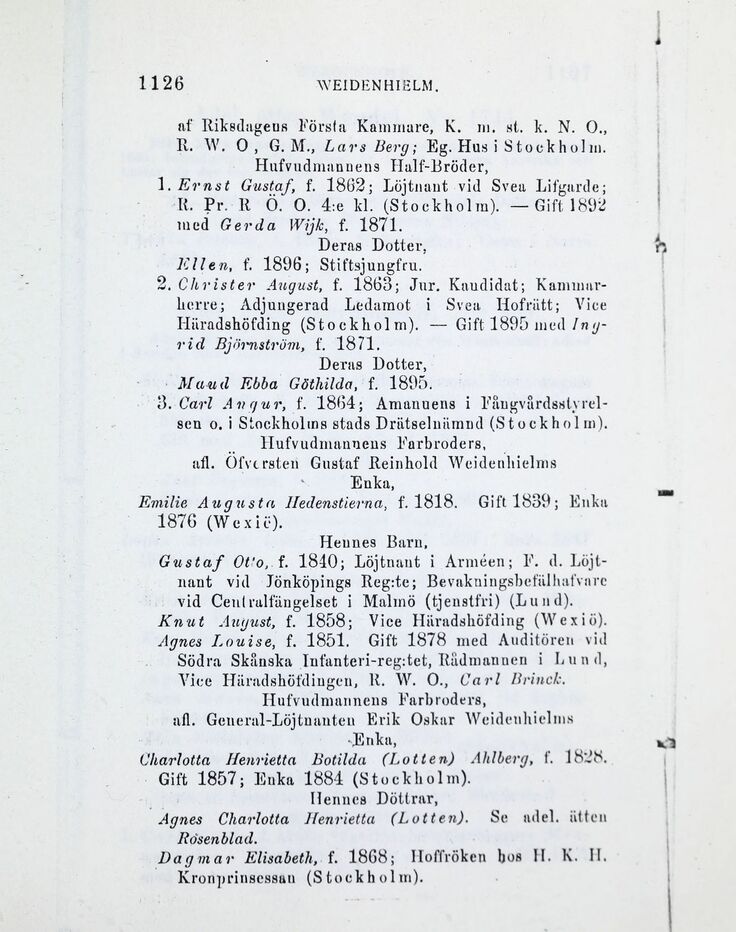 1126 WEIDENHIELM.
af Riksdagens Första Kammare, K. m. st. k. N. O.,
R. W. O, G. M., Lars Berg; Eg. Hus i Stockholm.
Hufvudmannens Half-Bröder,
1. Ernst Gustaf, f. 1862; Löjtnant vid Svea Lifgarde;
R. Pr. R Ö. O. 4:e kl. (Stockholm). — Gift 1892
med Gerda Wijk, f. 1871.
Deras Dotter,
Ellen, f. 1896; Stiftsjungfru.
2. Christer August, f. 1863; Jur. Kandidat; Kammar-
herre; Adjungerad Ledamot i Svea Hofrätt; Vice
Häradshöfding (Stockholm). — Gift 1895 med Ing-
rid Björnström, f. 1871.
Deras Dotter,
Maud Ebba Göthilda, f. 1895.
3. Carl Angur, f. 1864; Amanuens i Fångvårdsstyrel-
sen o. i Stockholms stads Drätselnämnd (Stockholm).
Hufvudmannens Farbroders,
afl. Öfversten Gustaf Reinhold Weidenhielms
Enka,
Emilie Augusta Hedenstierna, f. 1818. Gift 1839; Enka
1876 (Wexiö).
Hennes Barn,
Gustaf Otto, f. 1840; Löjtnant i Arméen; F. d. Löjt-
nant vid Jönköpings Reg:te; Bevakningsbefälhafvare
vid Centralfängelset i Malmö (tjenstfri) (Lund).
Knut August, f. 1858; Vice Häradshöfding (Wexiö).
Agnes Louise, f. 1851. Gift 1878 med Auditören vid
Södra Skånska Infanteri-reg:tet, Rådmannen i Lund,
Vice Häradshöfdingen, R. W. O., Carl Brinck.
Hufvudmannens Farbroders,
afl. General-Löjtnanten Erik Oskar Weidenhielms
Enka,
Charlotta Henrietta Botilda (Lotten) Ahlberg, f. 1828.
Gift 1857; Enka 1884 (Stockholm).
Hennes Döttrar,
Agnes Charlotta Henrietta (Lotten). Se adel. ätten
Rosenblad.
Dagmar Elisabeth, f. 1868; Hoffröken hos H. K. H.
Kronprinsessan (Stockholm).